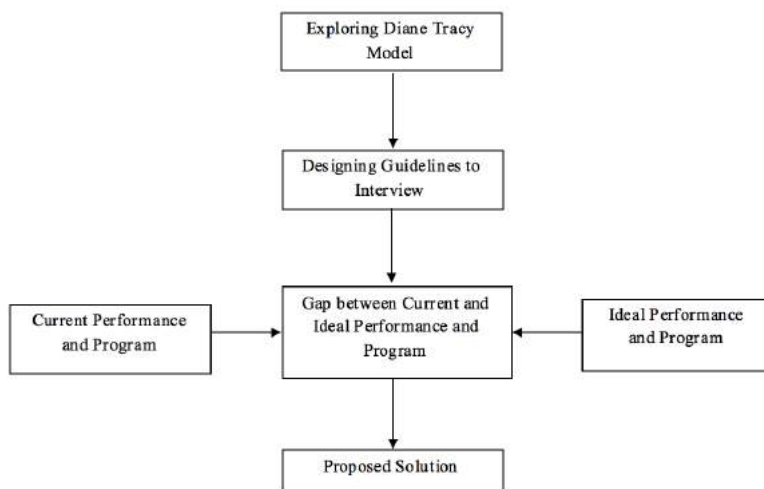 Exploring Diane Tracy
Model
Designing Guidelines to
Interview
Gap between Current and
Ideal Performance and
Program
Current Performance
and Program
Ideal Performance
and Program
Proposed Solution